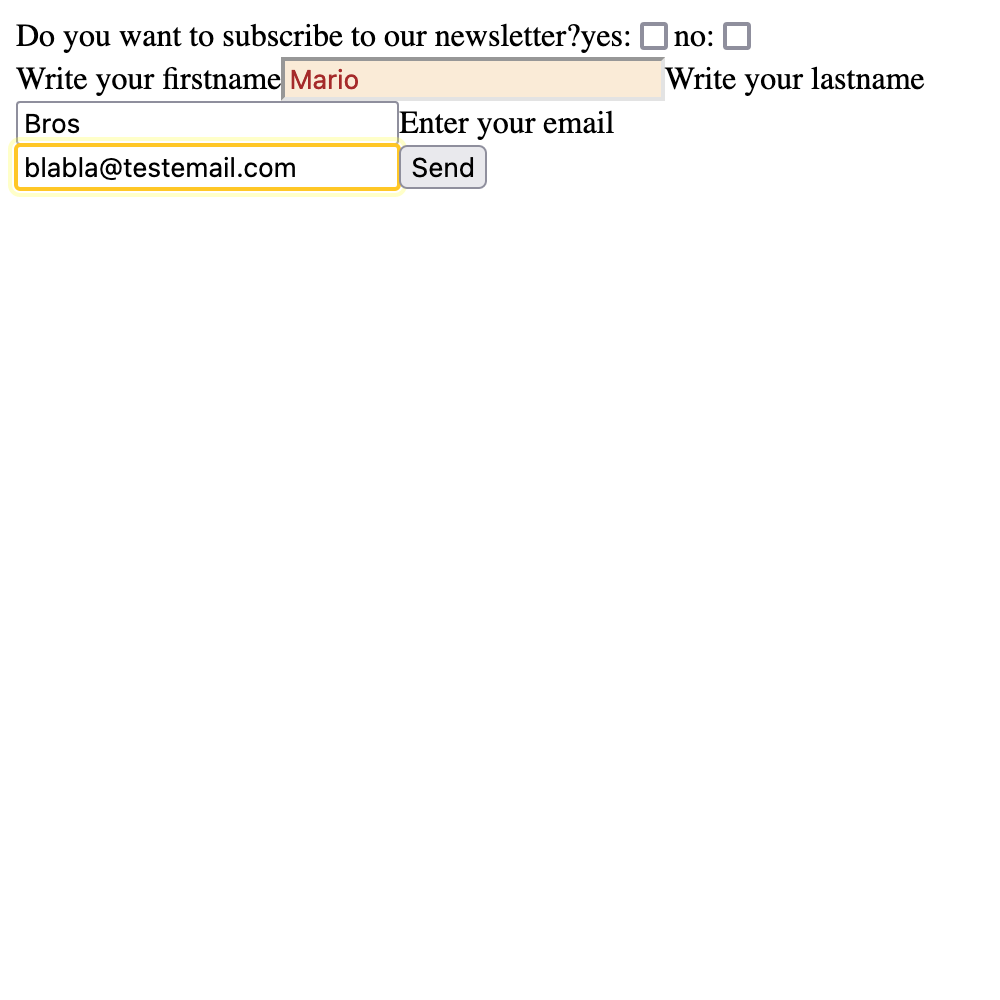 Do you want to subscribe to our newsletter?yes: no:
Write your firstname Mario Write your lastname
Bros Enter your email
blabla@testemail.com Send